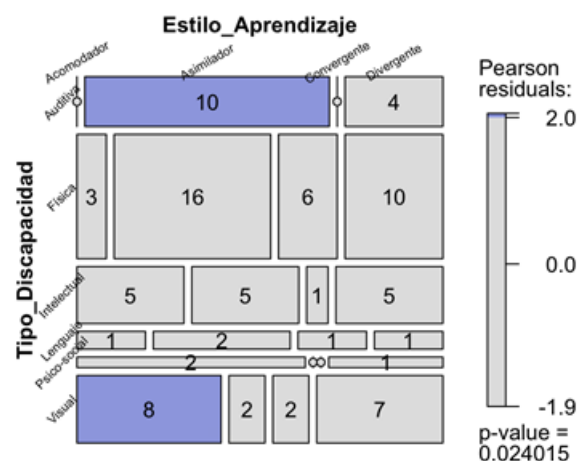 Estilo_Aprendizaje
Acomodador Asimilador Convergente Divergente
Tipo_Discapacidad
Auditiva 10 4
Física 3 16 6 10
Intelectual 5 5 1 5
Lenguaje 1 2 1 1
Psico-social 2 1
Visual 8 2 2 7
Pearson
residuals:
2.0
0.0
-1.9
p-value =
0.024015